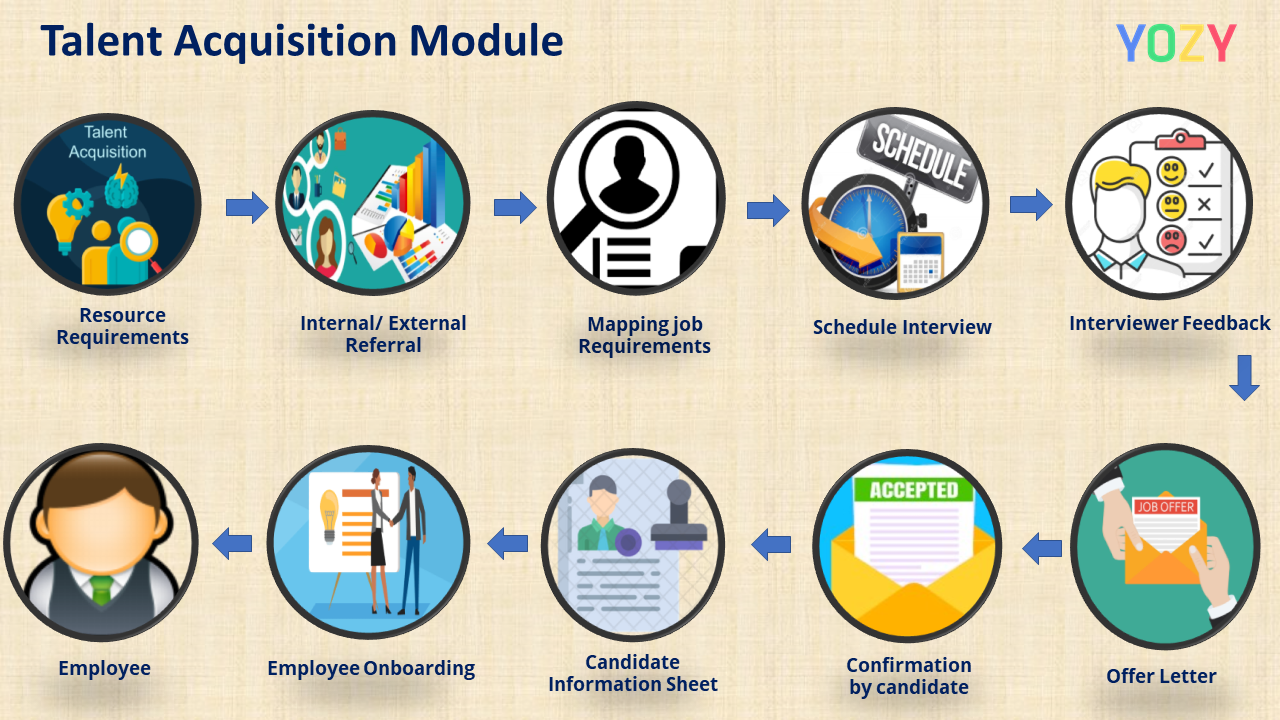 Talent Acquisition Module
YOZY
Talent
Acquisition
SCHEDULE
Resource
Requirements
Internal/ External
Referral
Mapping job
Requirements
Schedule Interview
Interviewer Feedback
ACCEPTED
JOB OFFER
Employee
Employee Onboarding
Candidate
Information Sheet
Confirmation
by candidate
Offer Letter